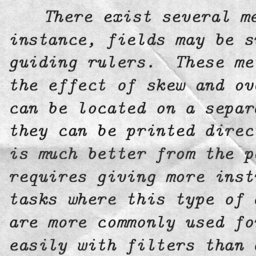 There exist several me
instance, fields may be s
guiding rulers. These me
the effect of skew and ov
can be located on a separ
they can be printed direc
is much better from the p
requires giving more inst
tasks where this type of
are more commonly used fo
easily with filters than